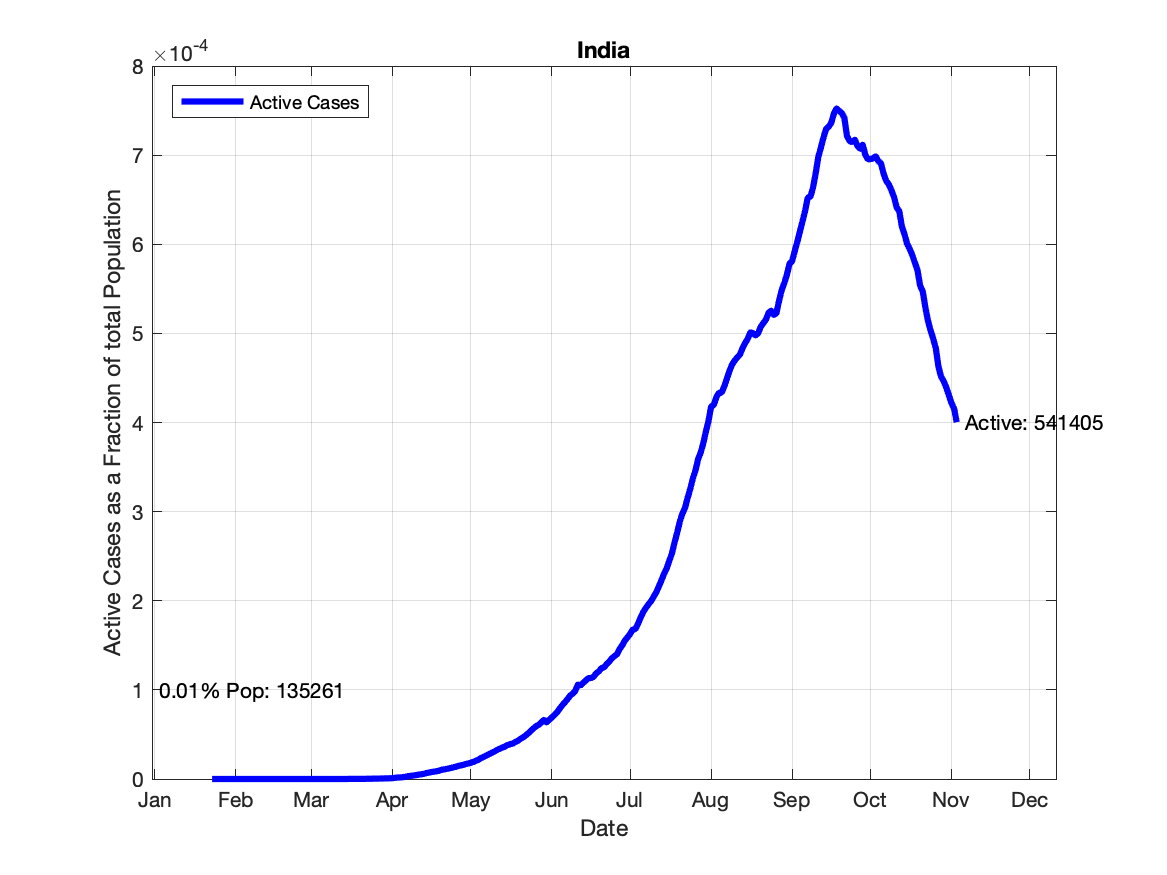 India
×10-4
Active Cases
8
7
6
5
4
3
2
1
0
Active Cases as a Fraction of total Population
0.01% Pop: 135261
Active: 541405
Jan Feb Mar Apr May Jun Jul Aug Sep Oct Nov Dec
Date